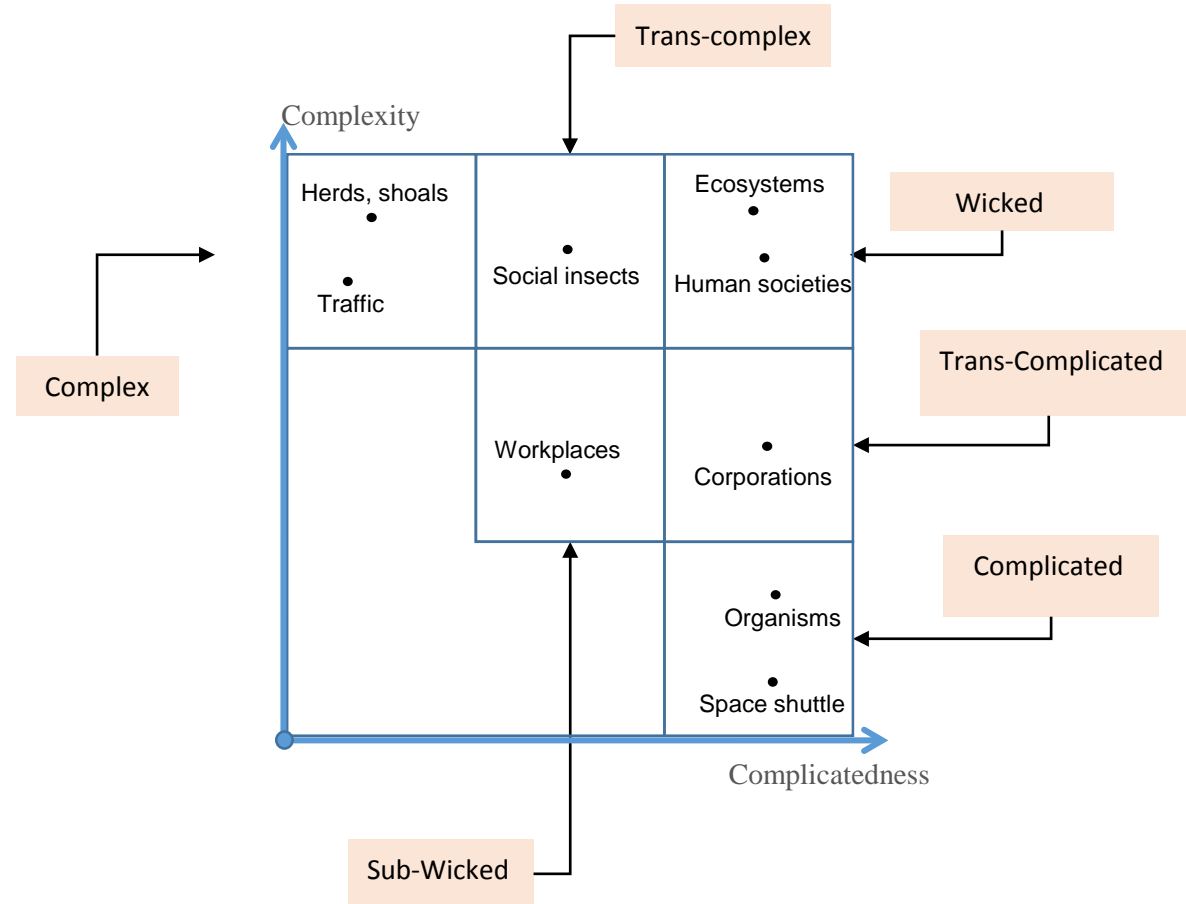 Trans-complex
Complexity
Herds, shoals
Ecosystems
Wicked
Social insects
Human societies
Traffic
Trans-Complicated
Complex
Workplaces
Corporations
Complicated
Organisms
Space shuttle
Complicatedness
Sub-Wicked